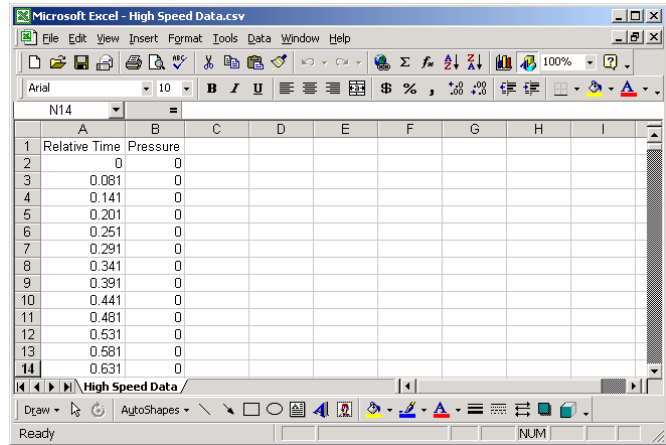 Microsoft Excel - High Speed Data.csv
File Edit View Insert Format Tools Data Window Help
100%
Arial 10 B I U $ % ,
N14 =
A B C D E F G H I
1 Relative Time Pressure
2 0 0
3 0.081 0
4 0.141 0
5 0.201 0
6 0.251 0
7 0.291 0
8 0.341 0
9 0.391 0
10 0.441 0
11 0.481 0
12 0.531 0
13 0.581 0
14 0.631 0
High Speed Data
Draw AutoShapes
Ready NUM